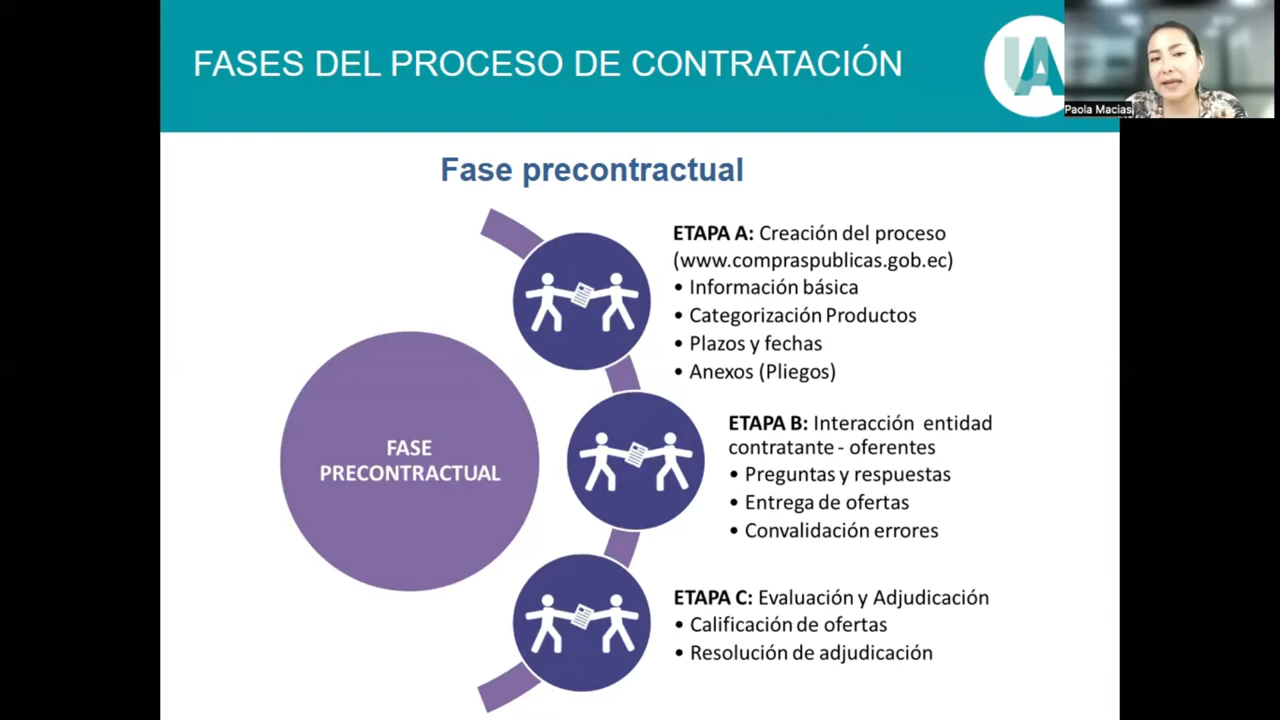 FASES DEL PROCESO DE CONTRATACIÓN
UA
Paola Macias
Fase precontractual
ETAPA A: Creación del proceso
(www.compraspublicas.gob.ec)
• Información básica
• Categorización Productos
• Plazos y fechas
• Anexos (Pliegos)
FASE
PRECONTRACTUAL
ETAPA B: Interacción entidad
contratante - oferentes
• Preguntas y respuestas
• Entrega de ofertas
• Convalidación errores
ETAPA C: Evaluación y Adjudicación
• Calificación de ofertas
• Resolución de adjudicación